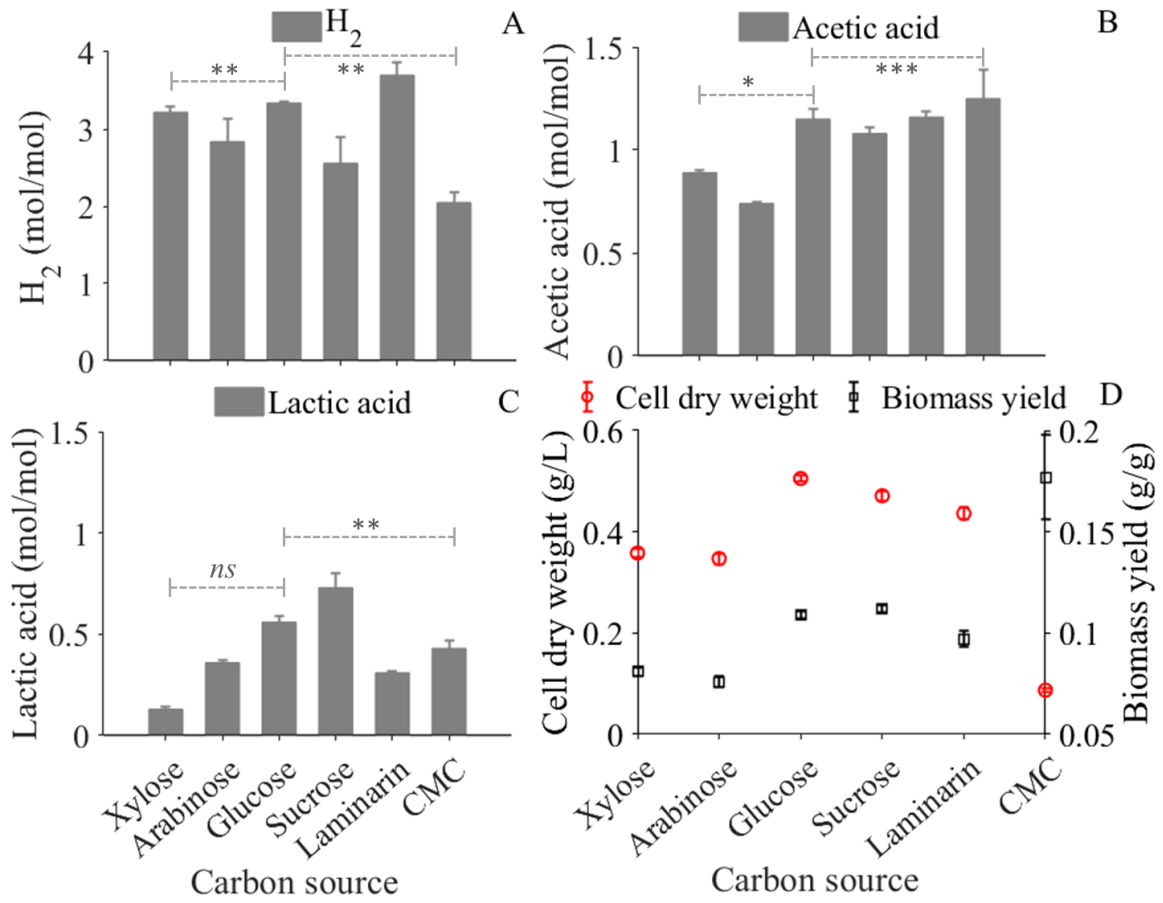 H2
A
H2 (mol/mol)
4
3
2
1
0
**
**
Acetic acid
B
Acetic acid (mol/mol)
1.5
1
0.5
0
*
***
Lactic acid
C
Lactic acid (mol/mol)
1.5
1
0.5
0
ns
**
Xylose
Arabinose
Glucose
Sucrose
Laminarin
CMC
Carbon source
Cell dry weight
Biomass yield
D
Cell dry weight (g/L)
0.6
0.4
0.2
0
0.2
0.15
0.1
0.05
Biomass yield (g/g)
Xylose
Arabinose
Glucose
Sucrose
Laminarin
CMC
Carbon source